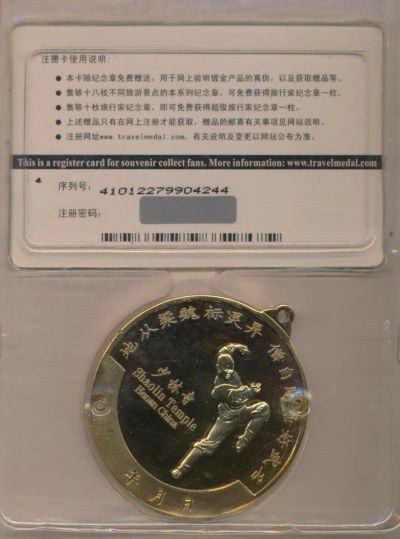 注册卡使用说明:
● 本卡随纪念章免费赠送，用于网上验明镀金产品的真伪，以及获取赠品等。
● 集够十八枚不同旅游景点的本系列纪念章，可免费获得旅行家纪念章一枚。
● 集够十枚旅行家纪念章，即可免费获得超级旅行家纪念章一枚。
● 上述赠品只有在网上注册才能获取，赠品的邮寄有关事项见网站说明。
● 注册网址www.travelmedal.com，有关说明及变更以网站公布为准。
This is a register card for souvenir collect fans. More information: www.travelmedal.com
序列号: 41012279904244
注册密码:
地从梁魏标灵异 僧自
少林寺
Shaolin Temple
Henan China
年 月 日